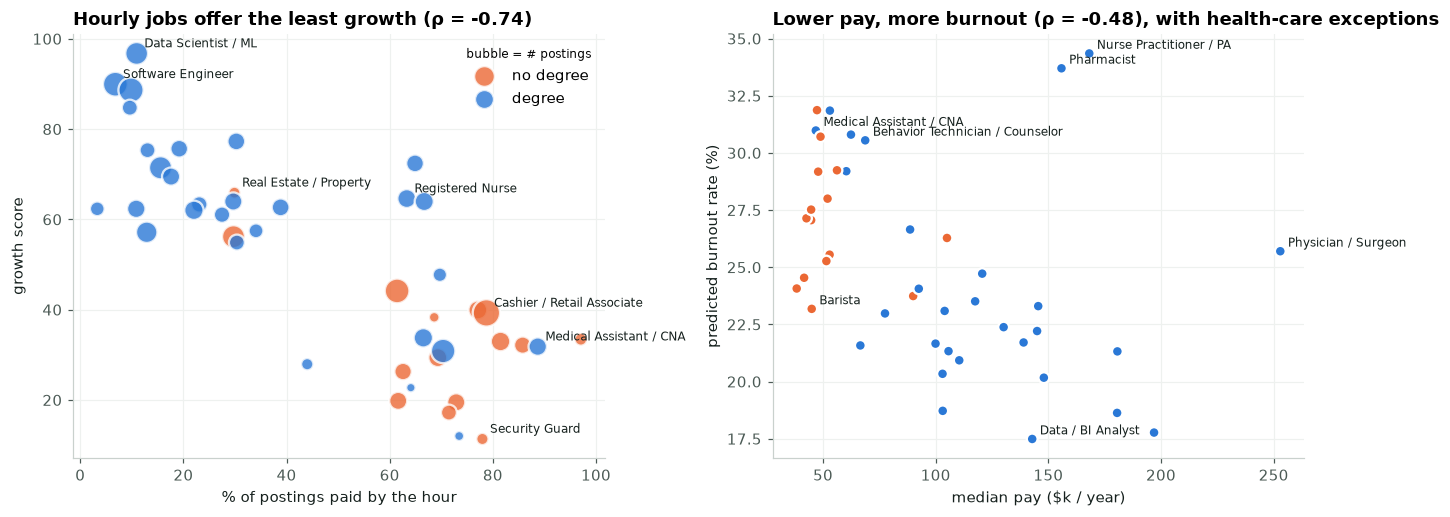 Hourly jobs offer the least growth (ρ = -0.74)
100
80
60
40
20
growth score
0
20
40
60
80
100
% of postings paid by the hour
bubble = # postings
no degree
degree
Data Scientist / ML
Software Engineer
Real Estate / Property
Registered Nurse
Cashier / Retail Associate
Medical Assistant / CNA
Security Guard
Lower pay, more burnout (ρ = -0.48), with health-care exceptions
35.0
32.5
30.0
27.5
25.0
22.5
20.0
17.5
predicted burnout rate (%)
50
100
150
200
250
median pay ($k / year)
Nurse Practitioner / PA
Pharmacist
Medical Assistant / CNA
Behavior Technician / Counselor
Physician / Surgeon
Barista
Data / BI Analyst